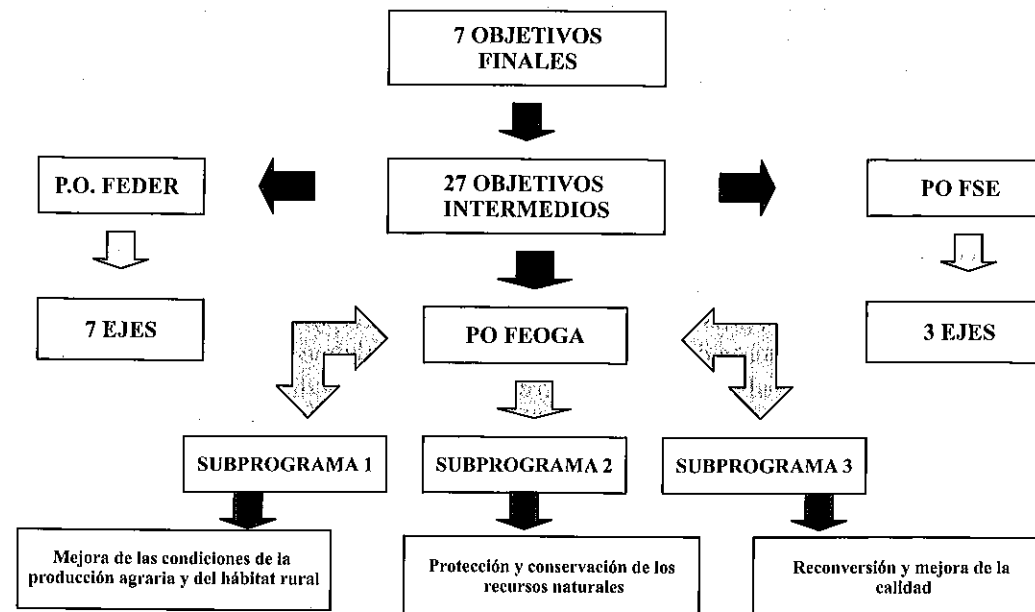 7 OBJETIVOS
FINALES
P.O. FEDER
27 OBJETIVOS
INTERMEDIOS
PO FSE
7 EJES
PO FEOGA
3 EJES
SUBPROGRAMA 1
SUBPROGRAMA 2
SUBPROGRAMA 3
Mejora de las condiciones de la
producción agraria y del hábitat rural
Protección y conservación de los
recursos naturales
Reconversión y mejora de la
calidad